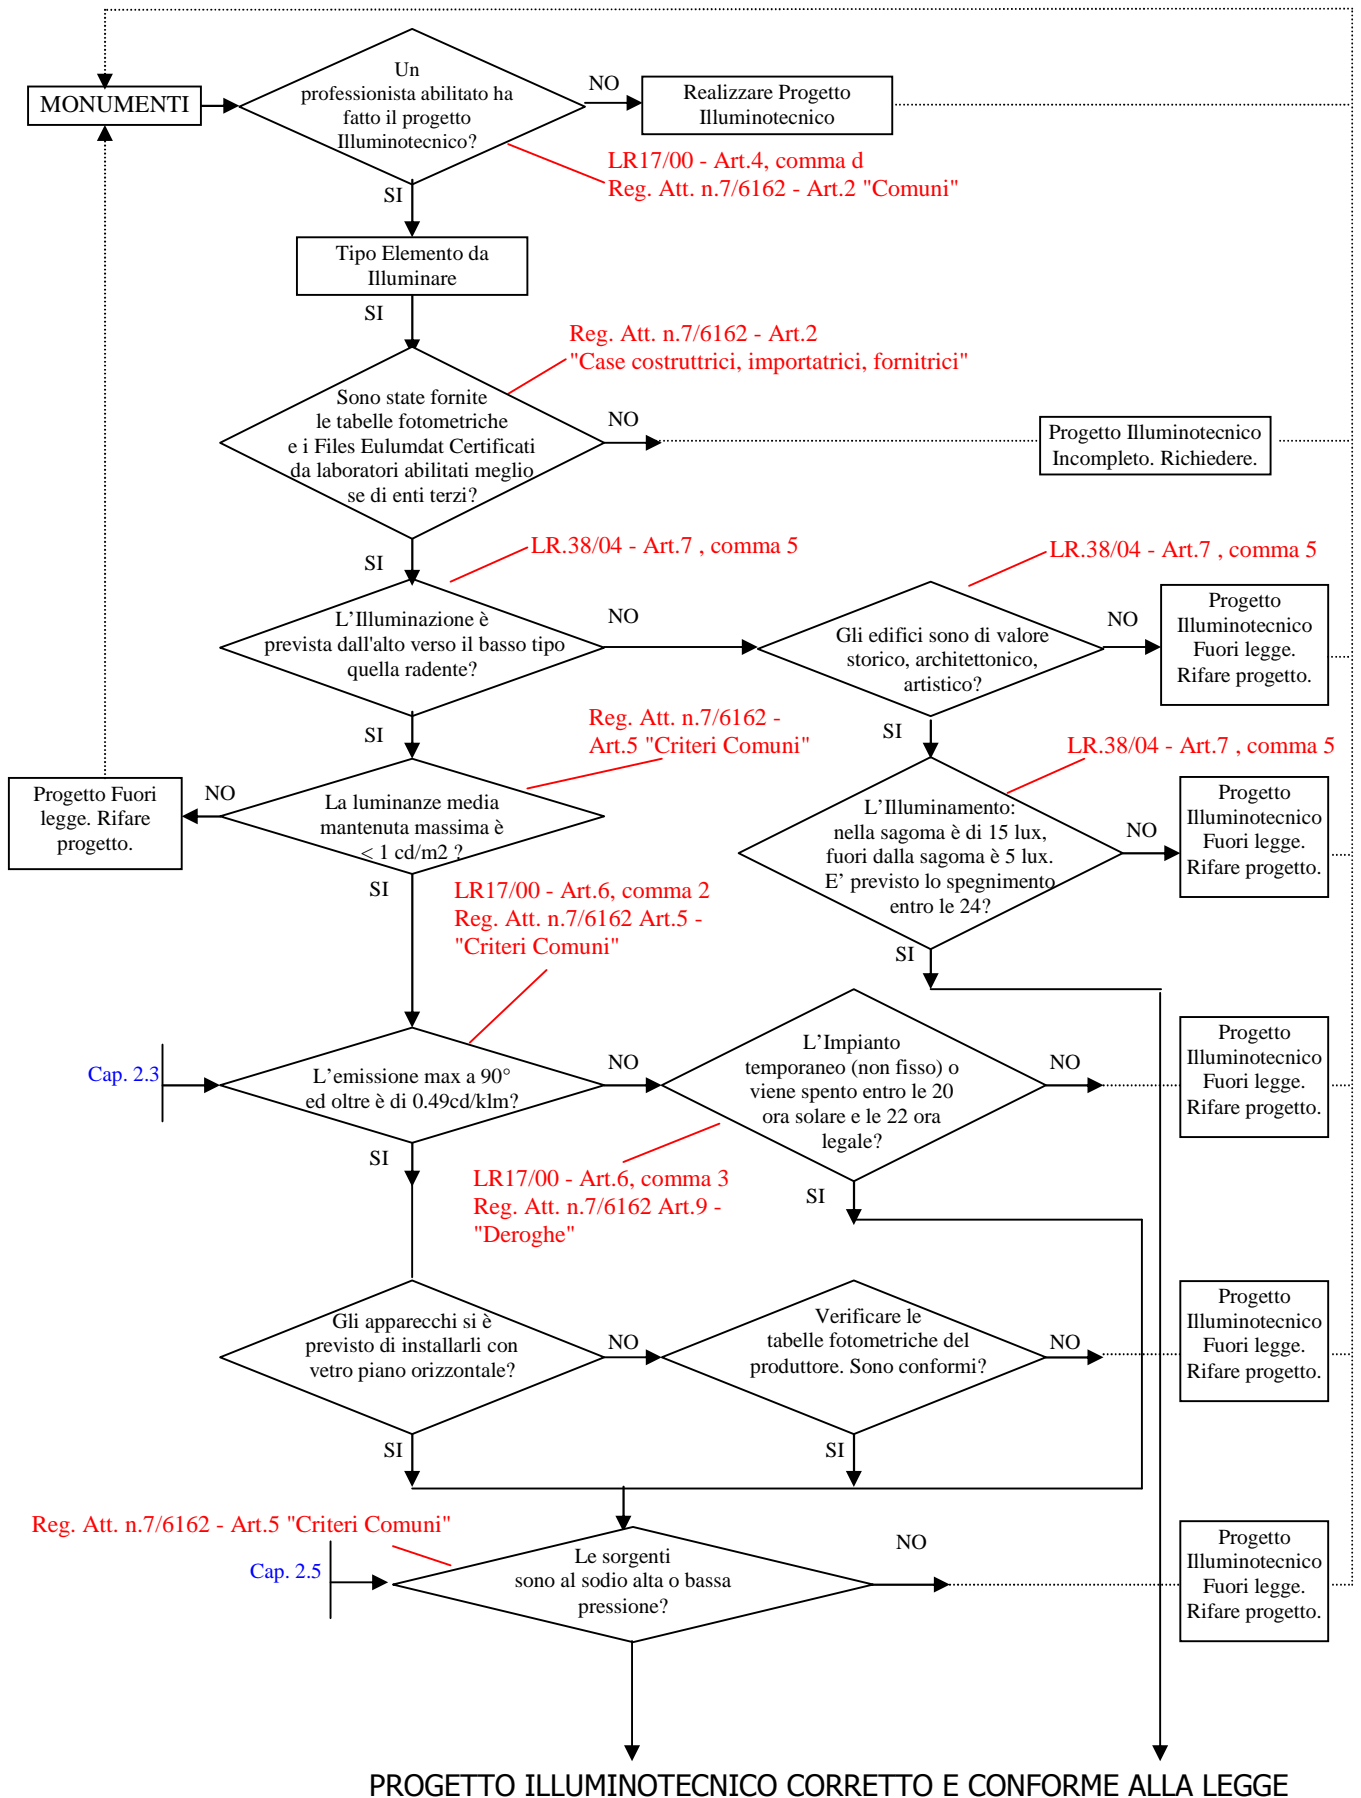 Un
professionista abilitato ha
fatto il progetto
Illuminotecnico?
MONUMENTI
NO
Realizzare Progetto
Illuminotecnico
LR17/00 - Art.4, comma d
Reg. Att. n.7/6162 - Art.2 "Comuni"
SI
Tipo Elemento da
Illuminare
SI
Reg. Att. n.7/6162 - Art.2
"Case costruttrici, importatrici, fornitrici"
Sono state fornite
le tabelle fotometriche
e i Files Eulumdat Certificati
da laboratori abilitati meglio
se di enti terzi?
NO
Progetto Illuminotecnico
Incompleto. Richiedere.
SI
LR.38/04 - Art.7 , comma 5
LR.38/04 - Art.7 , comma 5
L'Illuminazione è
prevista dall'alto verso il basso tipo
quella radente?
NO
Gli edifici sono di valore
storico, architettonico,
artistico?
NO
Progetto
Illuminotecnico
Fuori legge.
Rifare progetto.
SI
Reg. Att. n.7/6162 -
Art.5 "Criteri Comuni"
SI
LR.38/04 - Art.7 , comma 5
Progetto Fuori
legge. Rifare
progetto.
NO
La luminanze media
mantenuta massima è
< 1 cd/m2 ?
L'Illuminamento:
nella sagoma è di 15 lux,
fuori dalla sagoma è 5 lux.
E' previsto lo spegnimento
entro le 24?
NO
Progetto
Illuminotecnico
Fuori legge.
Rifare progetto.
SI
LR17/00 - Art.6, comma 2
Reg. Att. n.7/6162 Art.5 -
"Criteri Comuni"
SI
Cap. 2.3
L'emissione max a 90°
ed oltre è di 0.49cd/klm?
NO
L'Impianto
temporaneo (non fisso) o
viene spento entro le 20
ora solare e le 22 ora
legale?
NO
Progetto
Illuminotecnico
Fuori legge.
Rifare progetto.
SI
LR17/00 - Art.6, comma 3
Reg. Att. n.7/6162 Art.9 -
"Deroghe"
SI
Gli apparecchi si è
previsto di installarli con
vetro piano orizzontale?
NO
Verificare le
tabelle fotometriche del
produttore. Sono conformi?
NO
Progetto
Illuminotecnico
Fuori legge.
Rifare progetto.
SI
SI
Reg. Att. n.7/6162 - Art.5 "Criteri Comuni"
Cap. 2.5
Le sorgenti
sono al sodio alta o bassa
pressione?
NO
Progetto
Illuminotecnico
Fuori legge.
Rifare progetto.
PROGETTO ILLUMINOTECNICO CORRETTO E CONFORME ALLA LEGGE